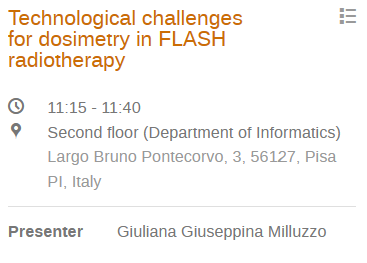 Technological challenges
for dosimetry in FLASH
radiotherapy
11:15 - 11:40
Second floor (Department of Informatics)
Largo Bruno Pontecorvo, 3, 56127, Pisa
PI, Italy
Presenter Giuliana Giuseppina Milluzzo